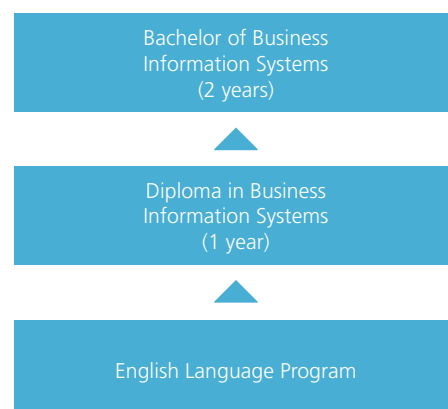 Bachelor of Business
Information Systems
(2 years)
Diploma in Business
Information Systems
(1 year)
English Language Program